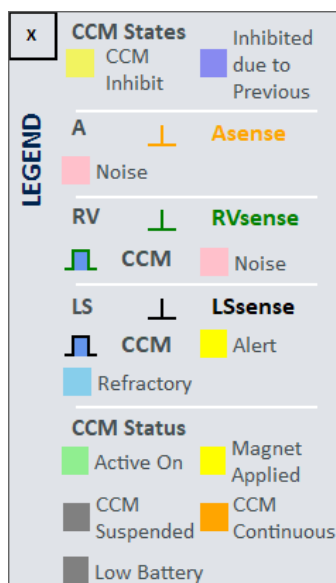 X
LEGEND
CCM States
CCM
Inhibit
Inhibited
due to
Previous
A Asense
Noise
RV RVsense
CCM Noise
LS LSsense
CCM Alert
Refractory
CCM Status
Active On
Magnet
Applied
CCM
Suspended
CCM
Continuous
Low Battery